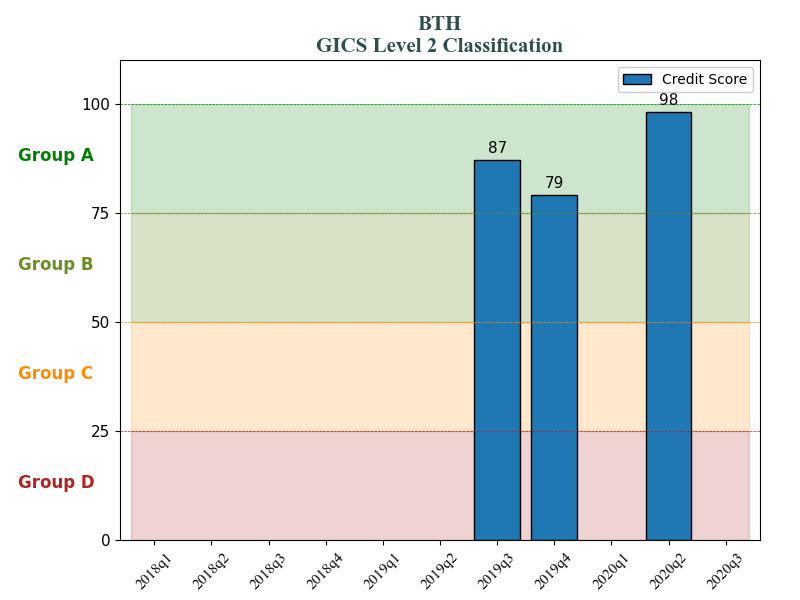 BTH
GICS Level 2 Classification
Credit Score
100
98
Group A
87
79
75
Group B
50
Group C
25
Group D
0
2018q1 2018q2 2018q3 2018q4 2019q1 2019q2 2019q3 2019q4 2020q1 2020q2 2020q3